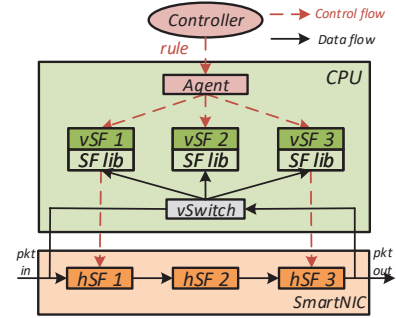 Controller
Control flow
Data flow
rule
CPU
Agent
vSF 1
vSF 2
vSF 3
SF lib
SF lib
SF lib
vSwitch
pkt
in
pkt
out
hSF 1
hSF 2
hSF 3
SmartNIC